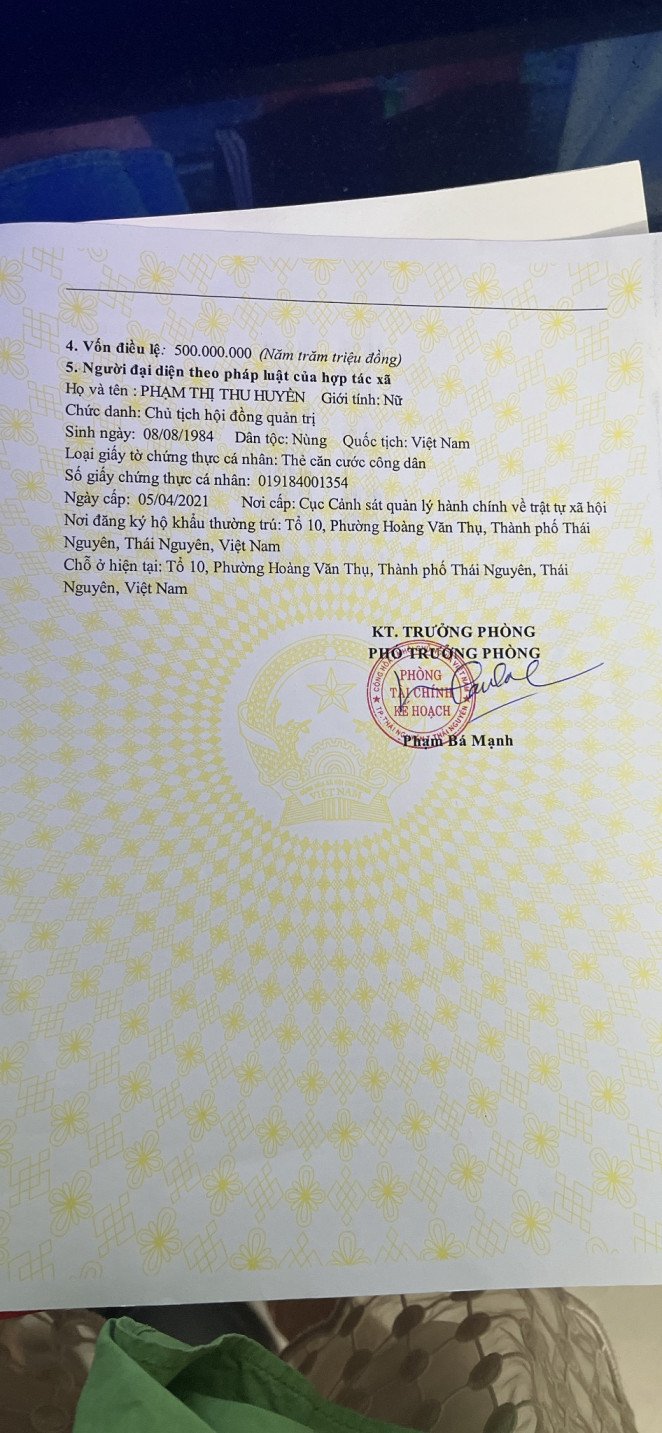 4. Vốn điều lệ: 500.000.000 (Năm trăm triệu đồng)
5. Người đại diện theo pháp luật của hợp tác xã
Họ và tên : PHẠM THỊ THU HUYỀN Giới tính: Nữ
Chức danh: Chủ tịch hội đồng quản trị
Sinh ngày: 08/08/1984 Dân tộc: Nùng Quốc tịch: Việt Nam
Loại giấy tờ chứng thực cá nhân: Thẻ căn cước công dân
Số giấy chứng thực cá nhân: 019184001354
Ngày cấp: 05/04/2021 Nơi cấp: Cục Cảnh sát quản lý hành chính về trật tự xã hội
Nơi đăng ký hộ khẩu thường trú: Tổ 10, Phường Hoàng Văn Thụ, Thành phố Thái
Nguyên, Thái Nguyên, Việt Nam
Chỗ ở hiện tại: Tổ 10, Phường Hoàng Văn Thụ, Thành phố Thái Nguyên, Thái
Nguyên, Việt Nam
KT. TRƯỞNG PHÒNG
PHÓ TRƯỞNG PHÒNG
PHÒNG
TÀI CHÍNH
KẾ HOẠCH
Phạm Bá Mạnh
VIỆT NAM